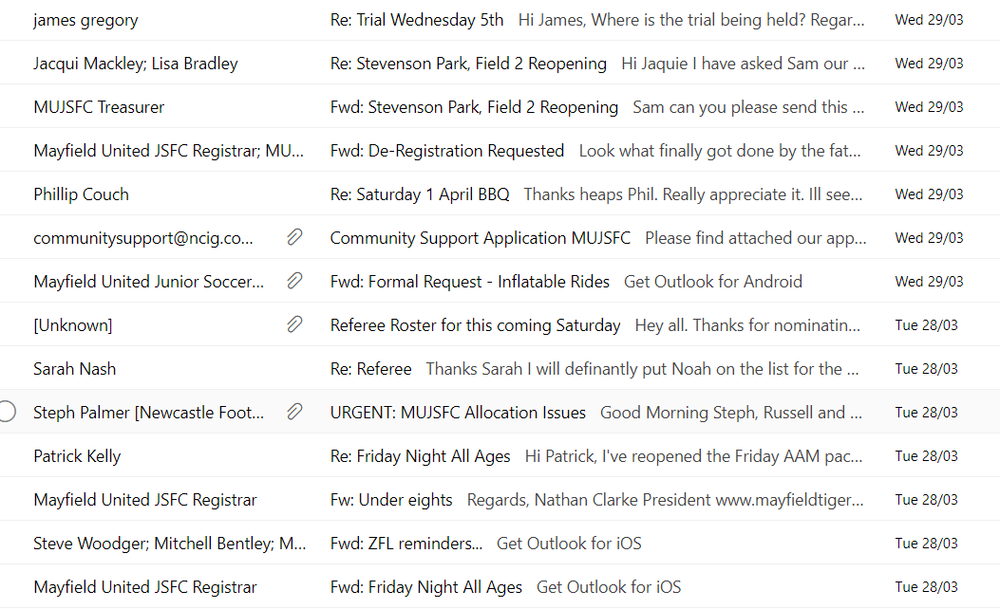 james gregory Re: Trial Wednesday 5th Hi James, Where is the trial being held? Regar... Wed 29/03
Jacqui Mackley; Lisa Bradley Re: Stevenson Park, Field 2 Reopening Hi Jaquie I have asked Sam our ... Wed 29/03
MUJSFC Treasurer Fwd: Stevenson Park, Field 2 Reopening Sam can you please send this ... Wed 29/03
Mayfield United JSFC Registrar; MU... Fwd: De-Registration Requested Look what finally got done by the fat... Wed 29/03
Phillip Couch Re: Saturday 1 April BBQ Thanks heaps Phil. Really appreciate it. Ill see... Wed 29/03
communitysupport@ncig.co... Community Support Application MUJSFC Please find attached our app... Wed 29/03
Mayfield United Junior Soccer... Fwd: Formal Request - Inflatable Rides Get Outlook for Android Wed 29/03
[Unknown] Referee Roster for this coming Saturday Hey all. Thanks for nominatin... Tue 28/03
Sarah Nash Re: Referee Thanks Sarah I will definantly put Noah on the list for the ... Tue 28/03
Steph Palmer [Newcastle Foot... URGENT: MUJSFC Allocation Issues Good Morning Steph, Russell and ... Tue 28/03
Patrick Kelly Re: Friday Night All Ages Hi Patrick, I've reopened the Friday AAM pac... Tue 28/03
Mayfield United JSFC Registrar Fw: Under eights Regards, Nathan Clarke President www.mayfieldtiger... Tue 28/03
Steve Woodger; Mitchell Bentley; M... Fwd: ZFL reminders... Get Outlook for iOS Tue 28/03
Mayfield United JSFC Registrar Fwd: Friday Night All Ages Get Outlook for iOS Tue 28/03